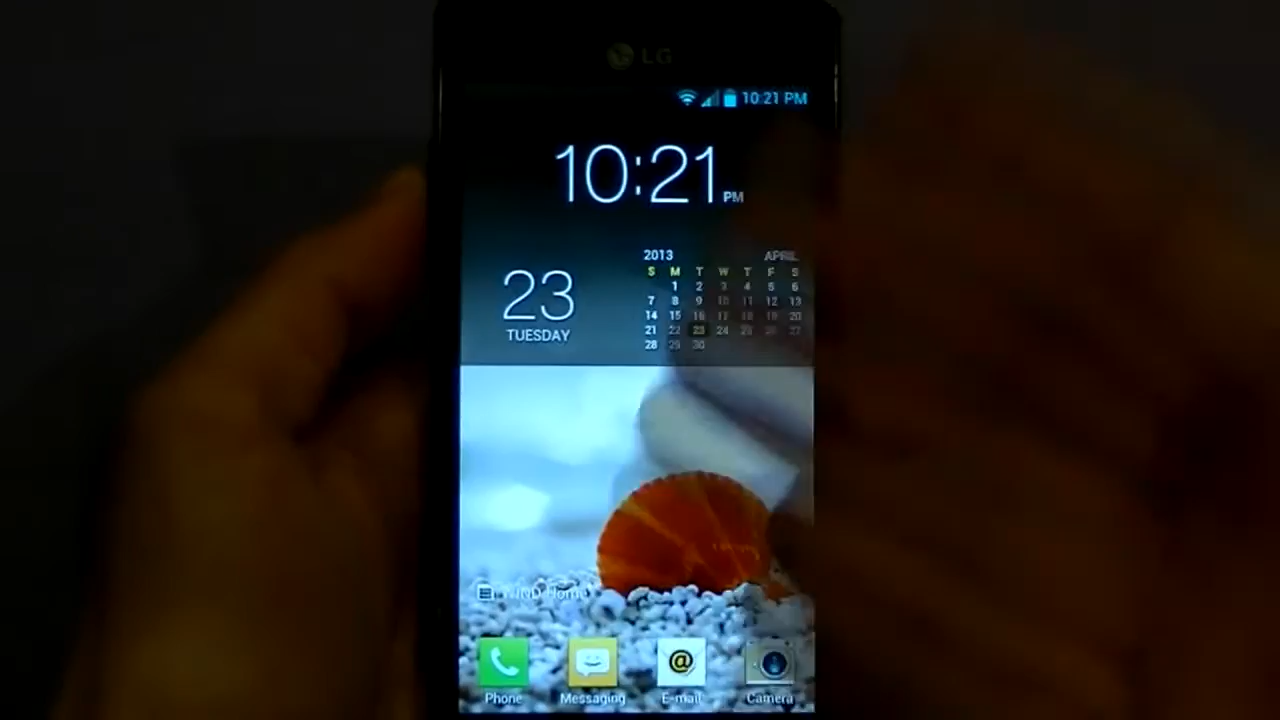 LG
10:21 PM
10:21 PM
2013 APRIL
S M T W T F S
1 2 3 4 5 6
7 8 9 10 11 12 13
14 15 16 17 18 19 20
21 22 23 24 25 26 27
28 29 30
23
TUESDAY
WIND Home
Phone Messaging E-mail Camera